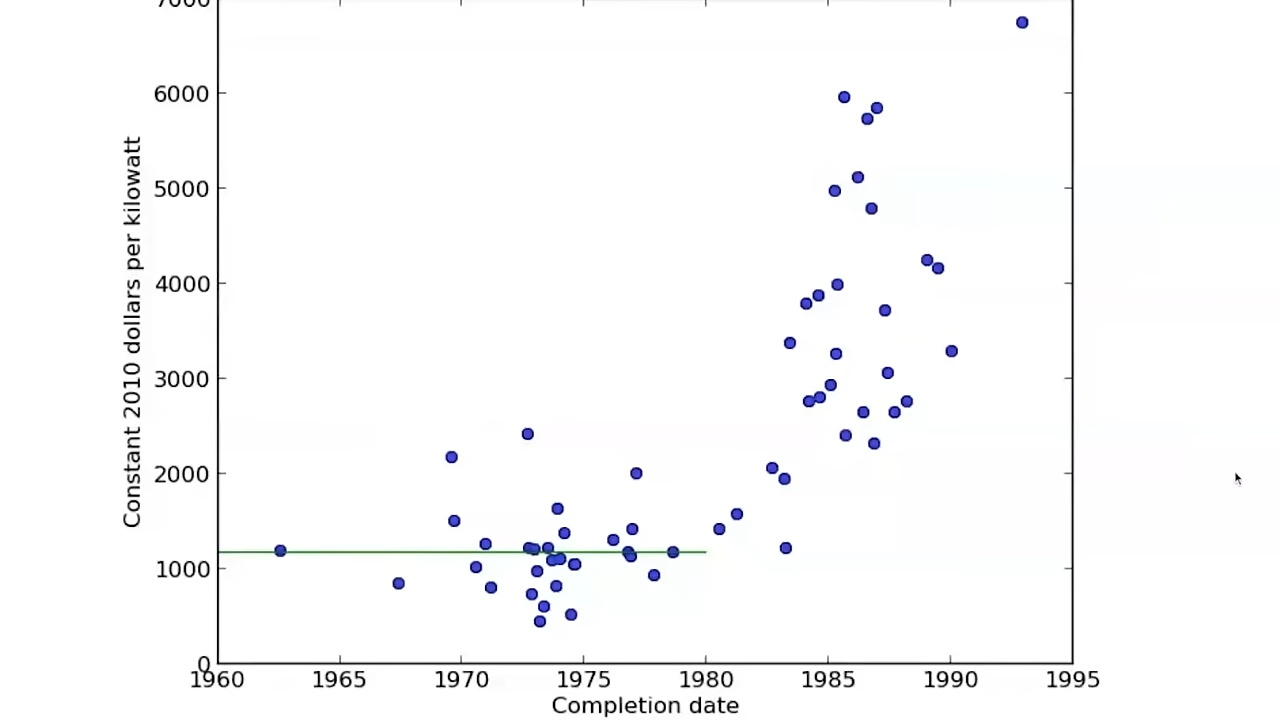 7000
6000
5000
4000
3000
2000
1000
0
Constant 2010 dollars per kilowatt
1960 1965 1970 1975 1980 1985 1990 1995
Completion date